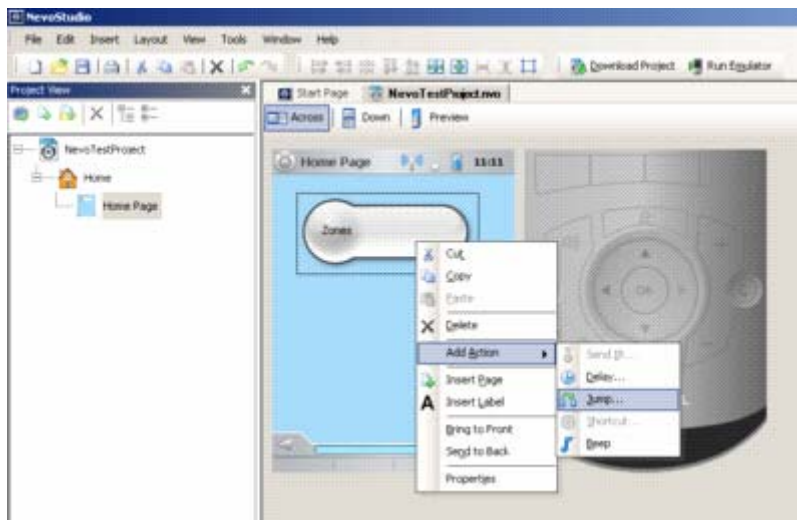 NevoStudio
File Edit Insert Layout View Tools Window Help
Download Project Run Emulator
Project View
Start Page NevoTestProject.nvo
Across Down Preview
NevoTestProject
Home
Home Page
Home Page 11:11
Zones
Cut
Copy
Paste
Delete
Add Action
Insert Page
Insert Label
Bring to Front
Send to Back
Properties
Send IR...
Delay...
Jump...
Shortcut...
Beep
OK